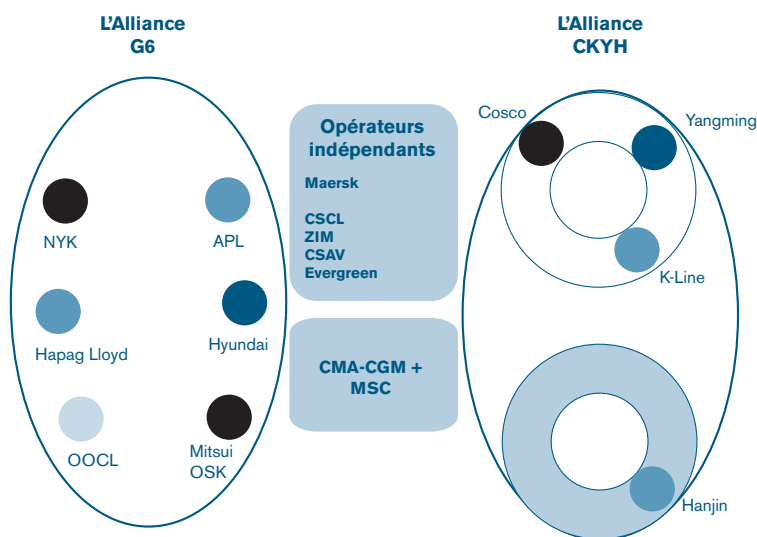 L'Alliance
G6
NYK
APL
Hapag Lloyd
Hyundai
OOCL
Mitsui
OSK
Opérateurs
indépendants
Maersk
CSCL
ZIM
CSAV
Evergreen
CMA-CGM +
MSC
L'Alliance
CKYH
Cosco
Yangming
K-Line
Hanjin